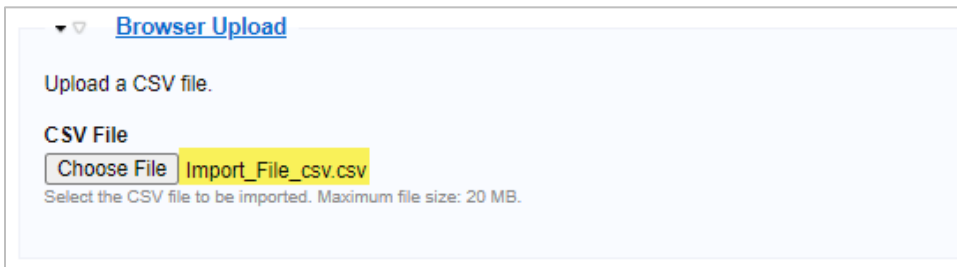 Browser Upload
Upload a CSV file.
CSV File
Choose File Import_File_csv.csv
Select the CSV file to be imported. Maximum file size: 20 MB.